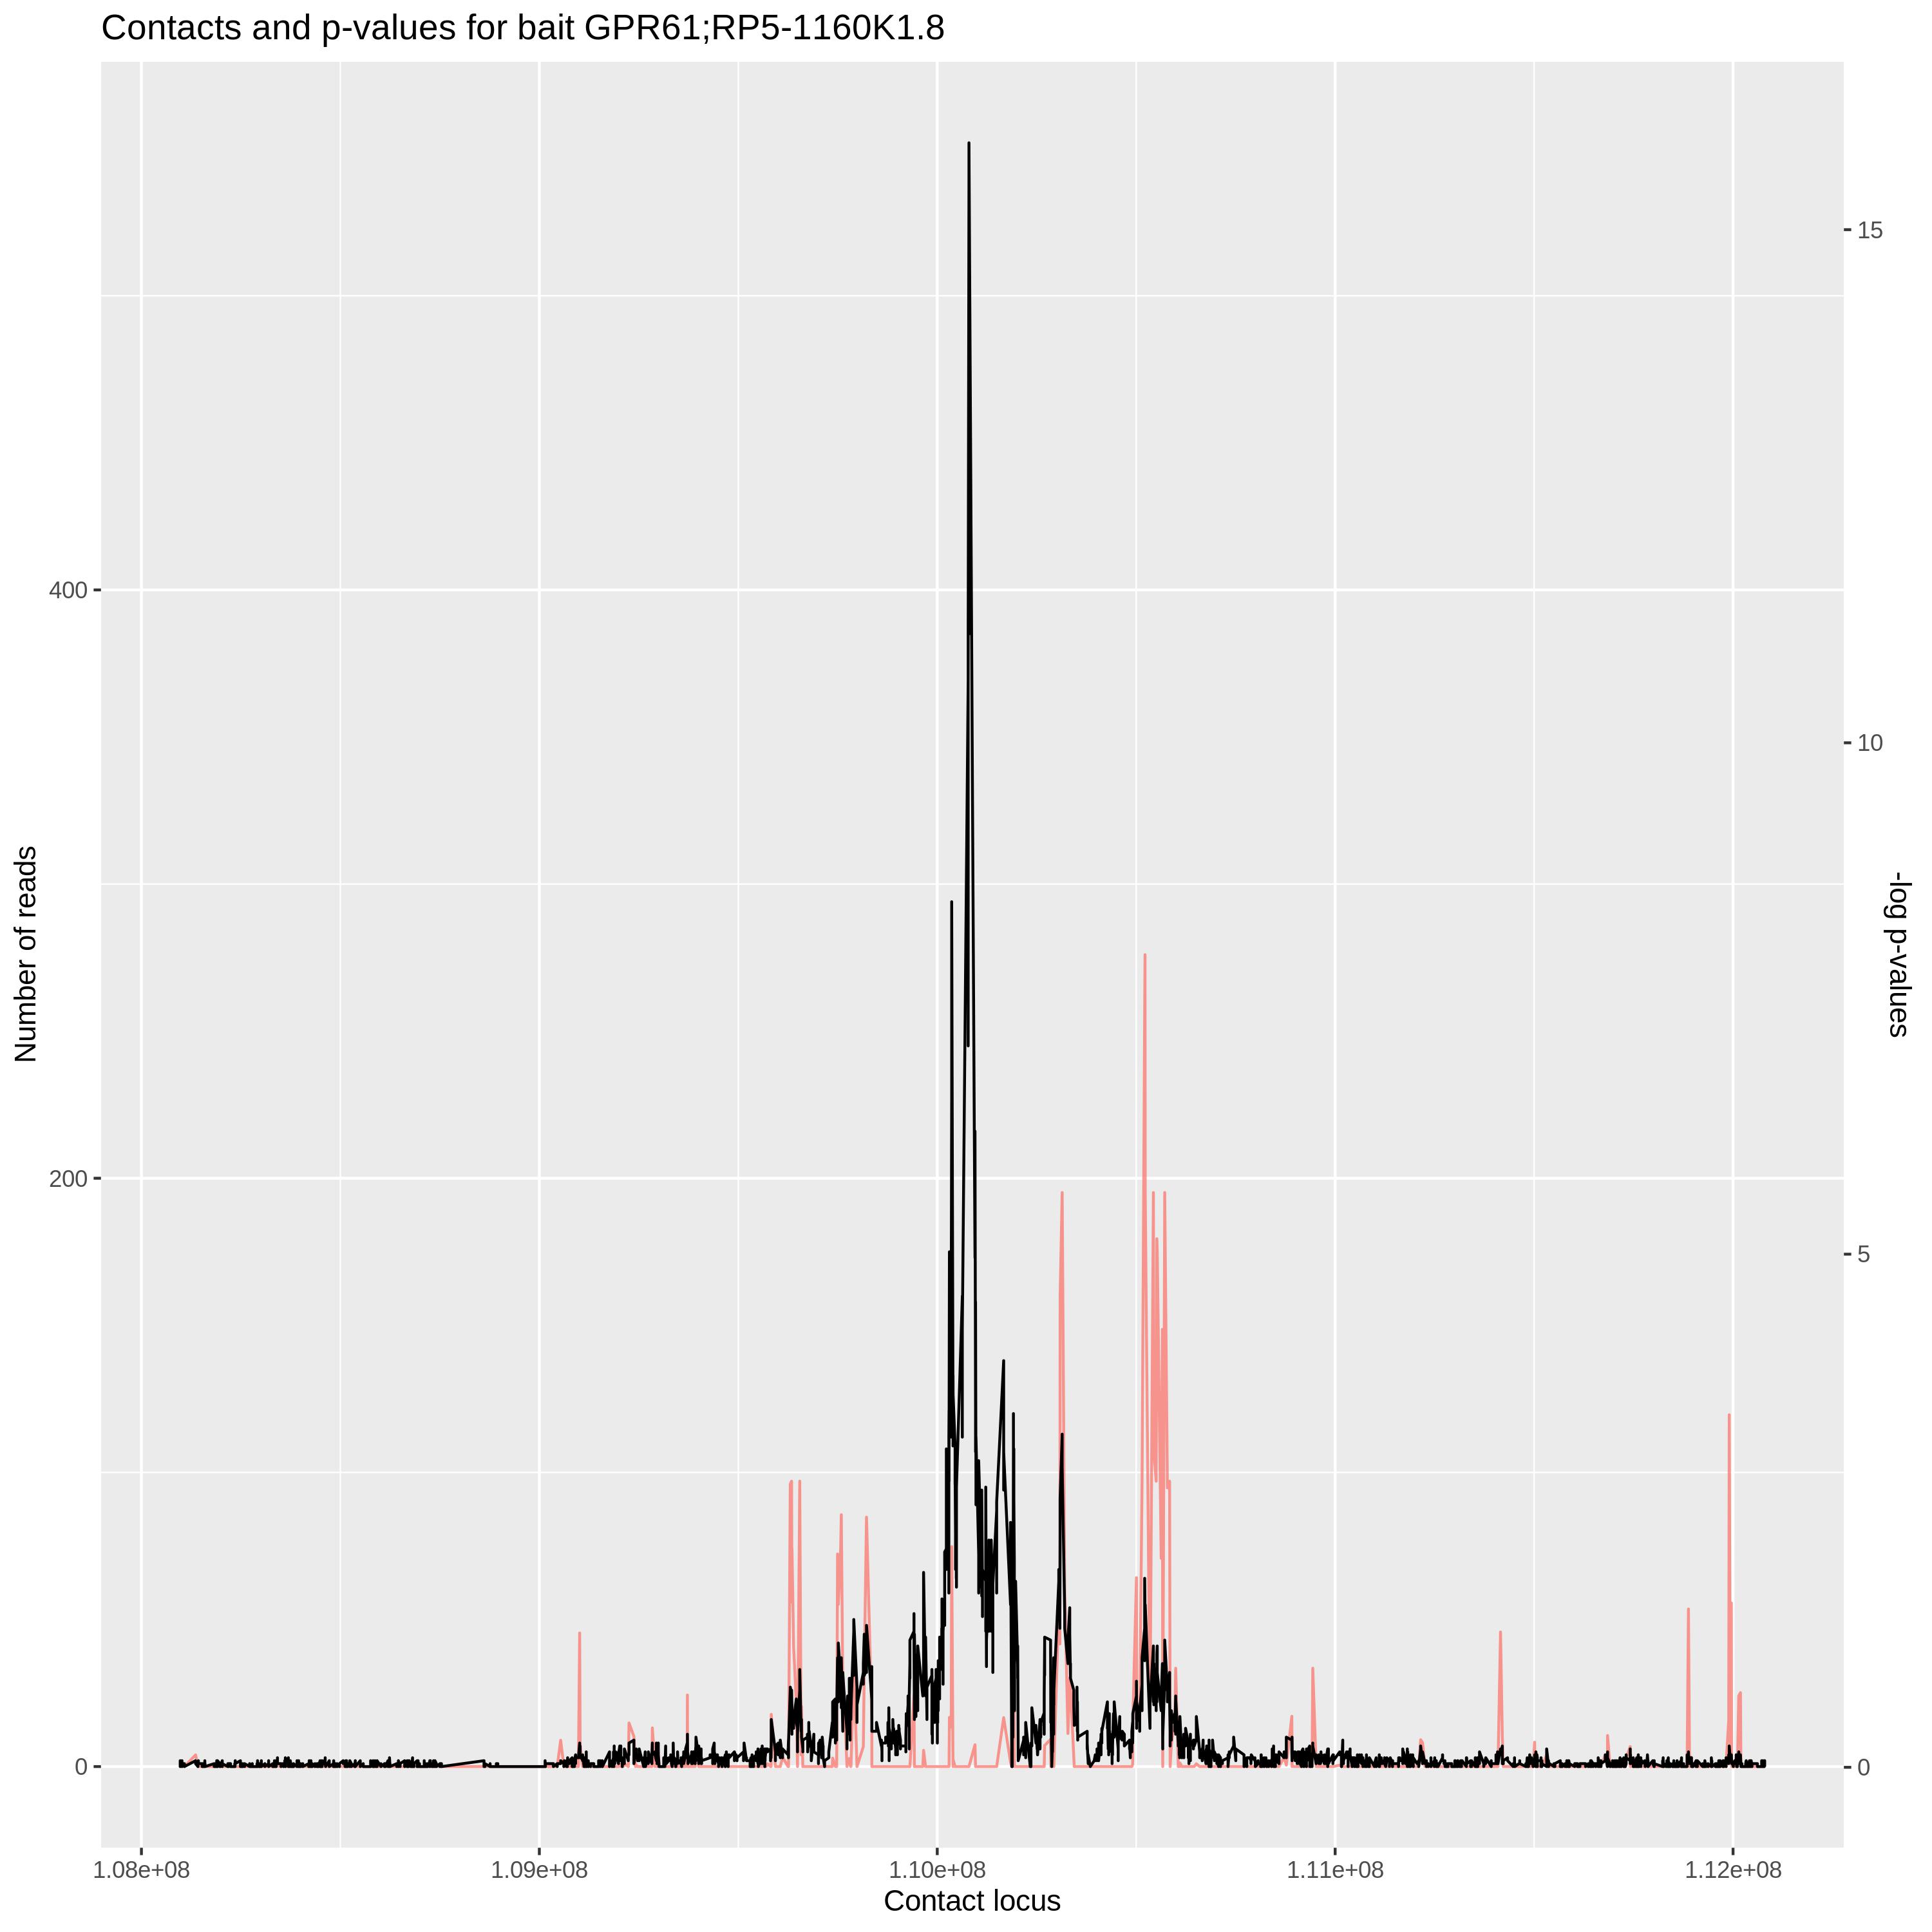 Contacts and p-values for bait GPR61;RP5-1160K1.8
Number of reads
400
200
0
15
10
5
0
-log p-values
1.08e+08 1.09e+08 1.10e+08 1.11e+08 1.12e+08
Contact locus